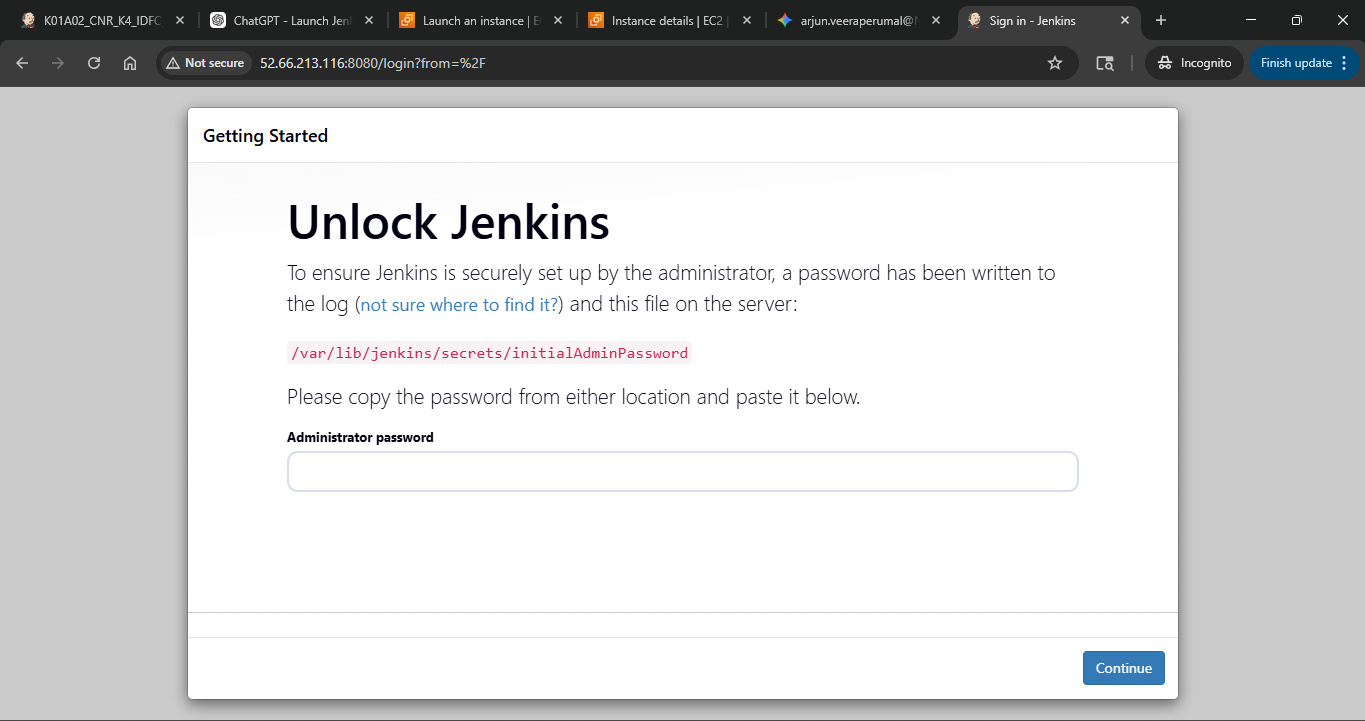 K01A02_CNR_K4_IDFC
ChatGPT - Launch Jen
Launch an instance | E
Instance details | EC2 |
arjun.veeraperumal@
Sign in - Jenkins
Not secure
52.66.213.116:8080/login?from=%2F
Incognito
Finish update
Getting Started
Unlock Jenkins
To ensure Jenkins is securely set up by the administrator, a password has been written to
the log (not sure where to find it?) and this file on the server:
/var/lib/jenkins/secrets/initialAdminPassword
Please copy the password from either location and paste it below.
Administrator password
Continue